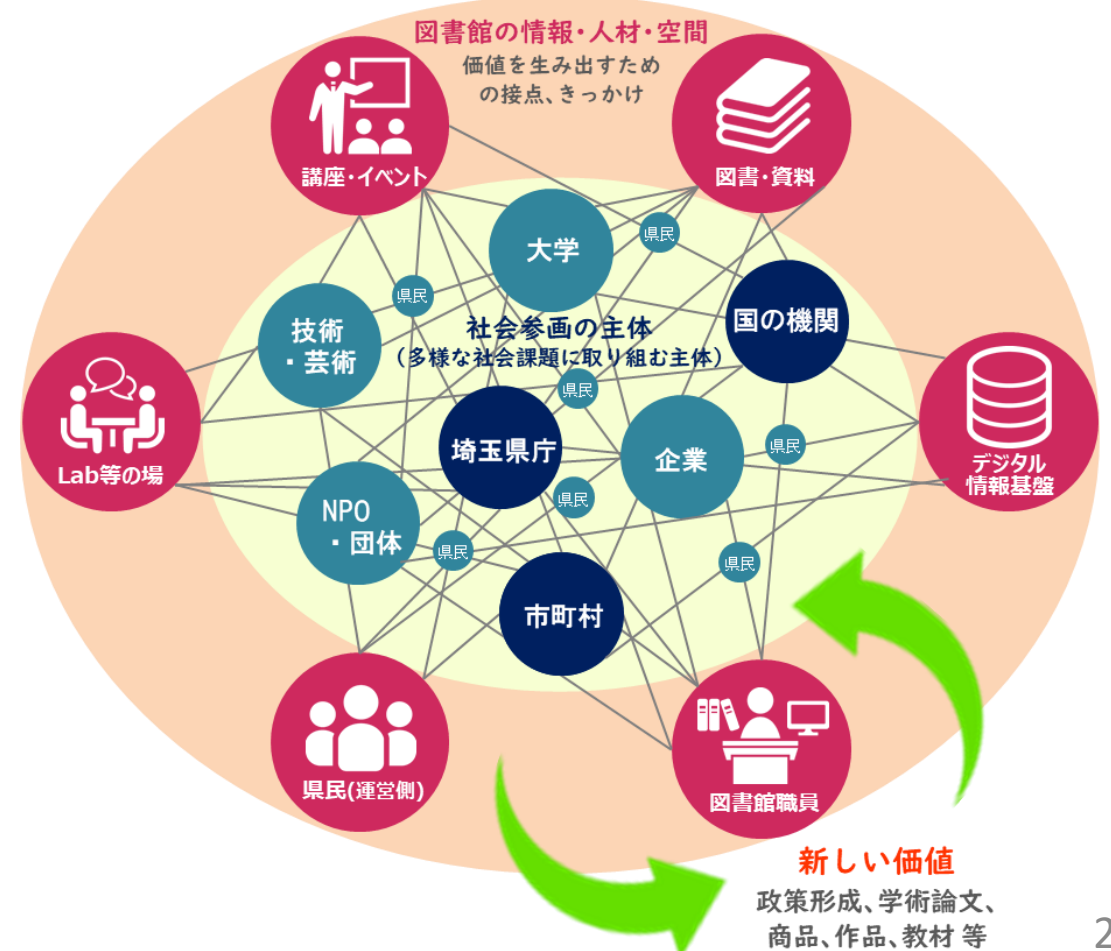 図書館の情報・人材・空間
価値を生み出すため
の接点、きっかけ
講座・イベント
図書・資料
大学
県民
県民
国の機関
技術
・芸術
社会参画の主体
(多様な社会課題に取り組む主体)
県民
Lab等の場
埼玉県庁
企業
県民
デジタル
情報基盤
県民
NPO
・団体
県民
県民
市町村
県民(運営側)
図書館職員
新しい価値
政策形成、学術論文、
商品、作品、教材 等
2